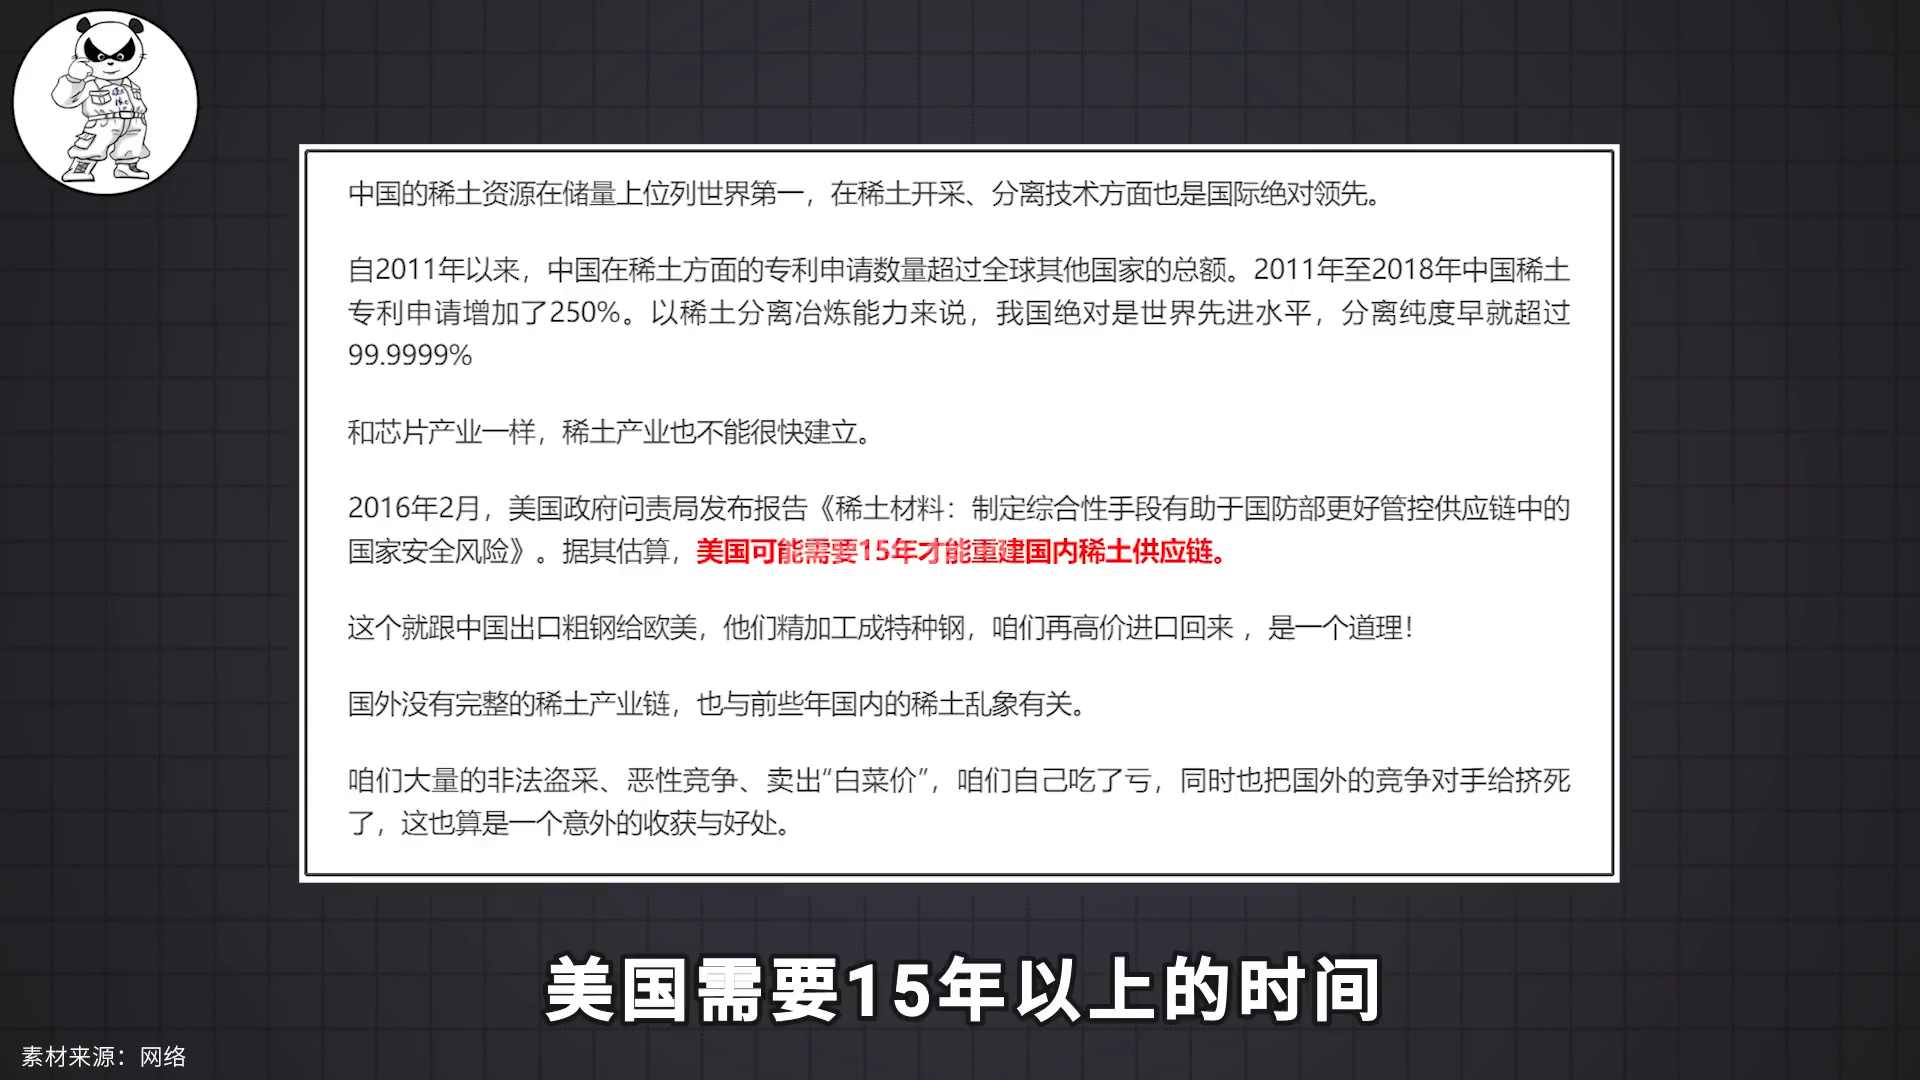 中国的稀土资源在储量上位列世界第一，在稀土开采、分离技术方面也是国际绝对领先。
自2011年以来，中国在稀土方面的专利申请数量超过全球其他国家的总额。2011年至2018年中国稀土
专利申请增加了250%。以稀土分离冶炼能力来说，我国绝对是世界先进水平，分离纯度早就超过
99.9999%
和芯片产业一样，稀土产业也不能很快建立。
2016年2月，美国政府问责局发布报告《稀土材料：制定综合性手段有助于国防部更好管控供应链中的
国家安全风险》。据其估算，美国可能需要15年才能重建国内稀土供应链。
这个就跟中国出口粗钢给欧美，他们精加工成特种钢，咱们再高价进口回来 ，是一个道理！
国外没有完整的稀土产业链，也与前些年国内的稀土乱象有关。
咱们大量的非法盗采、恶性竞争、卖出“白菜价”，咱们自己吃了亏，同时也把国外的竞争对手给挤死
了，这也算是一个意外的收获与好处。
美国需要15年以上的时间
素材来源：网络